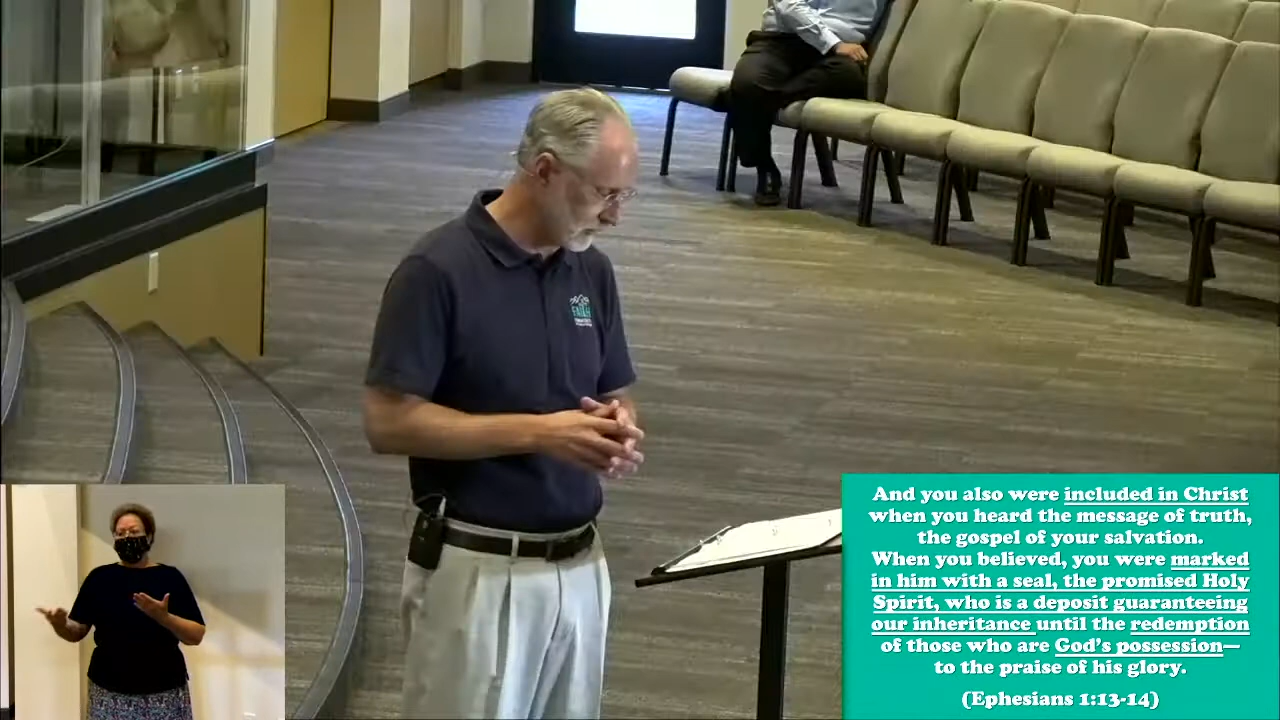 FAITH
And you also were included in Christ
when you heard the message of truth,
the gospel of your salvation.
When you believed, you were marked
in him with a seal, the promised Holy
Spirit, who is a deposit guaranteeing
our inheritance until the redemption
of those who are God's possession—
to the praise of his glory.
(Ephesians 1:13-14)